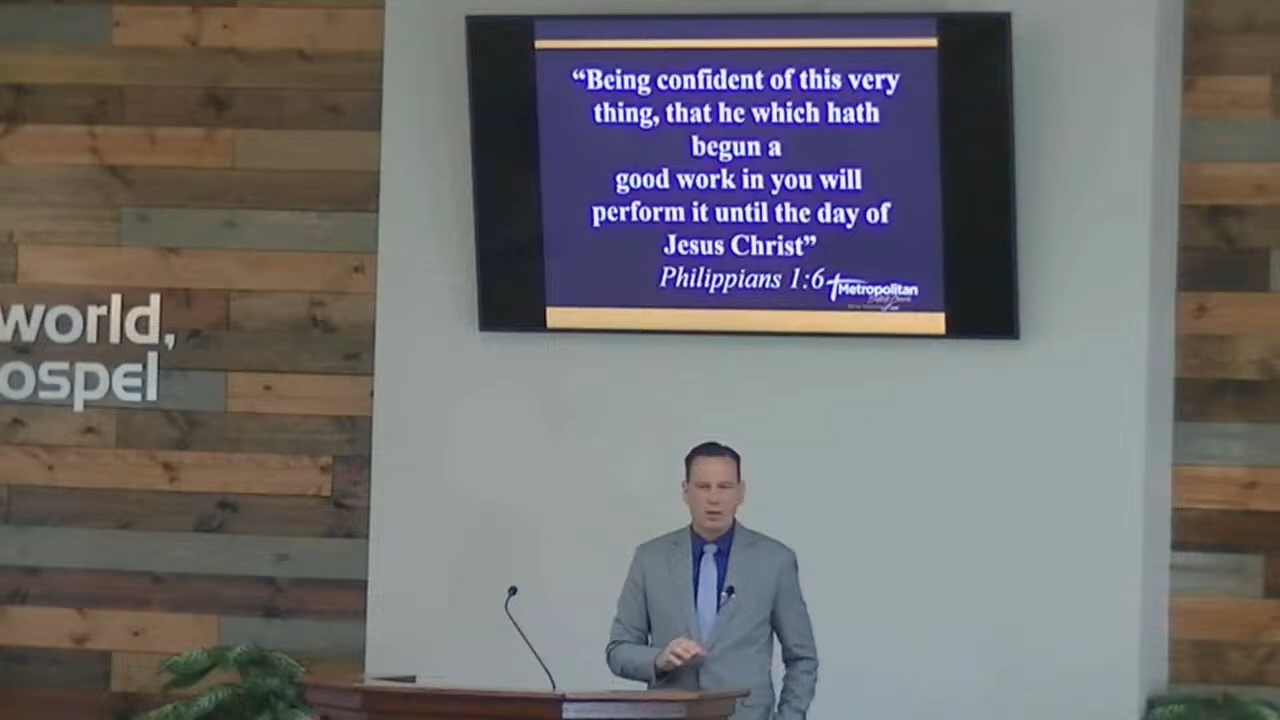 “Being confident of this very
thing, that he which hath
begun a
good work in you will
perform it until the day of
Jesus Christ”
Philippians 1:6
Metropolitan
world,
ospel